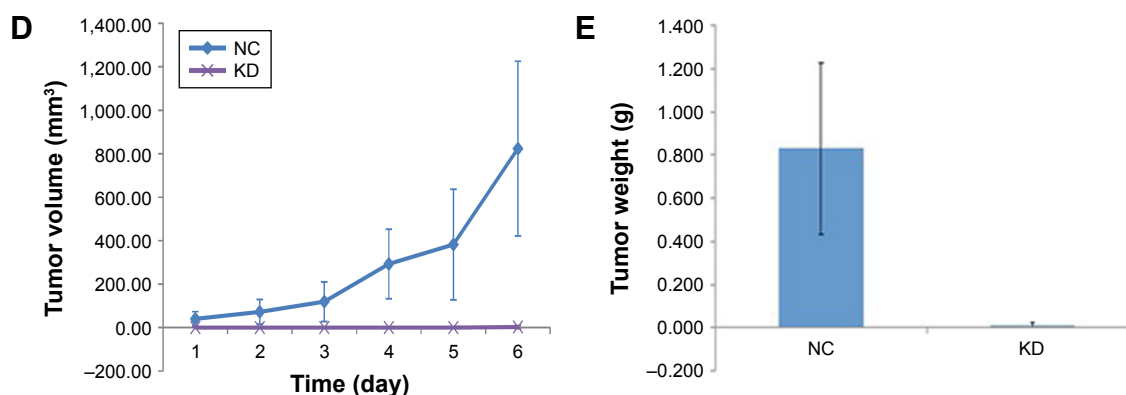 D
Tumor volume (mm³)
1,400.00
1,200.00
1,000.00
800.00
600.00
400.00
200.00
0.00
–200.00
NC
KD
1 2 3 4 5 6
Time (day)
E
Tumor weight (g)
1.400
1.200
1.000
0.800
0.600
0.400
0.200
0.000
–0.200
NC KD